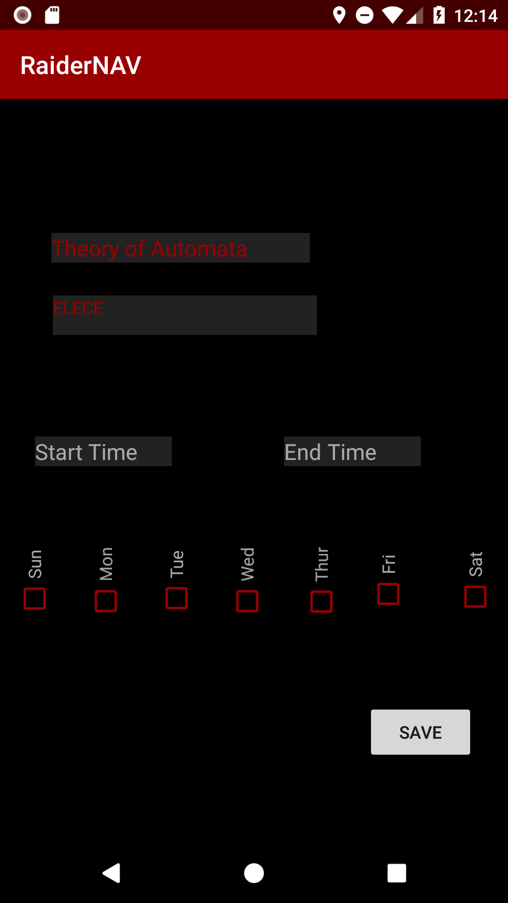 12:14
RaiderNAV
Theory of Automata
ELECE
Start Time End Time
Sun Mon Tue Wed Thur Fri Sat
SAVE